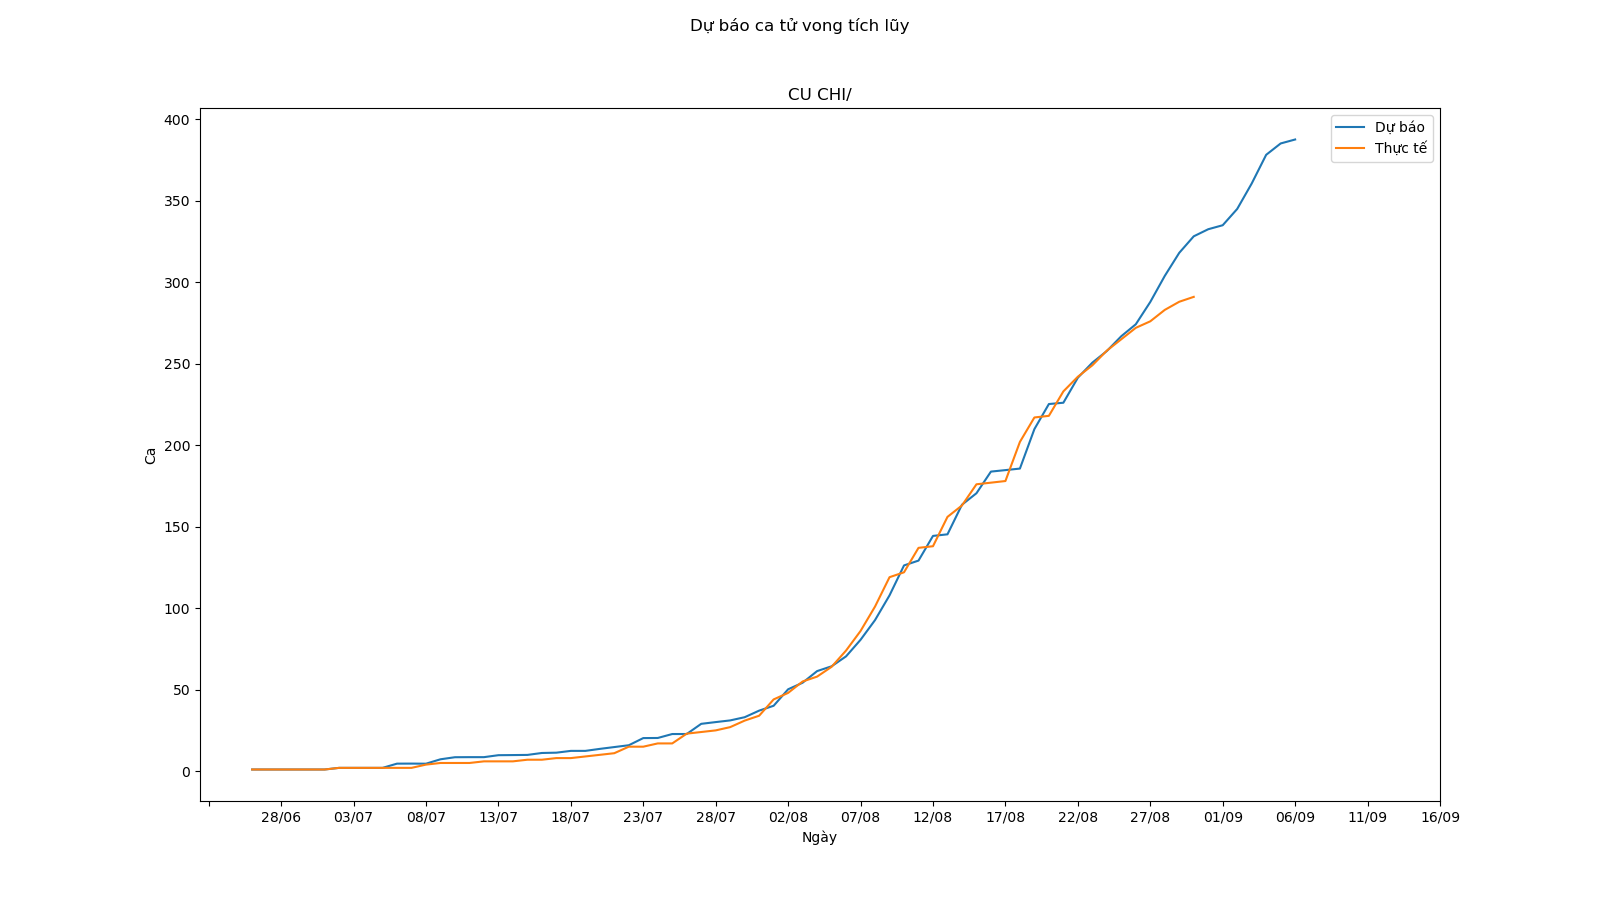 Dự báo ca tử vong tích lũy
CU CHI/
Dự báo
Thực tế
400
350
300
250
200
150
100
50
0
Ca
28/06 03/07 08/07 13/07 18/07 23/07 28/07 02/08 07/08 12/08 17/08 22/08 27/08 01/09 06/09 11/09 16/09
Ngày